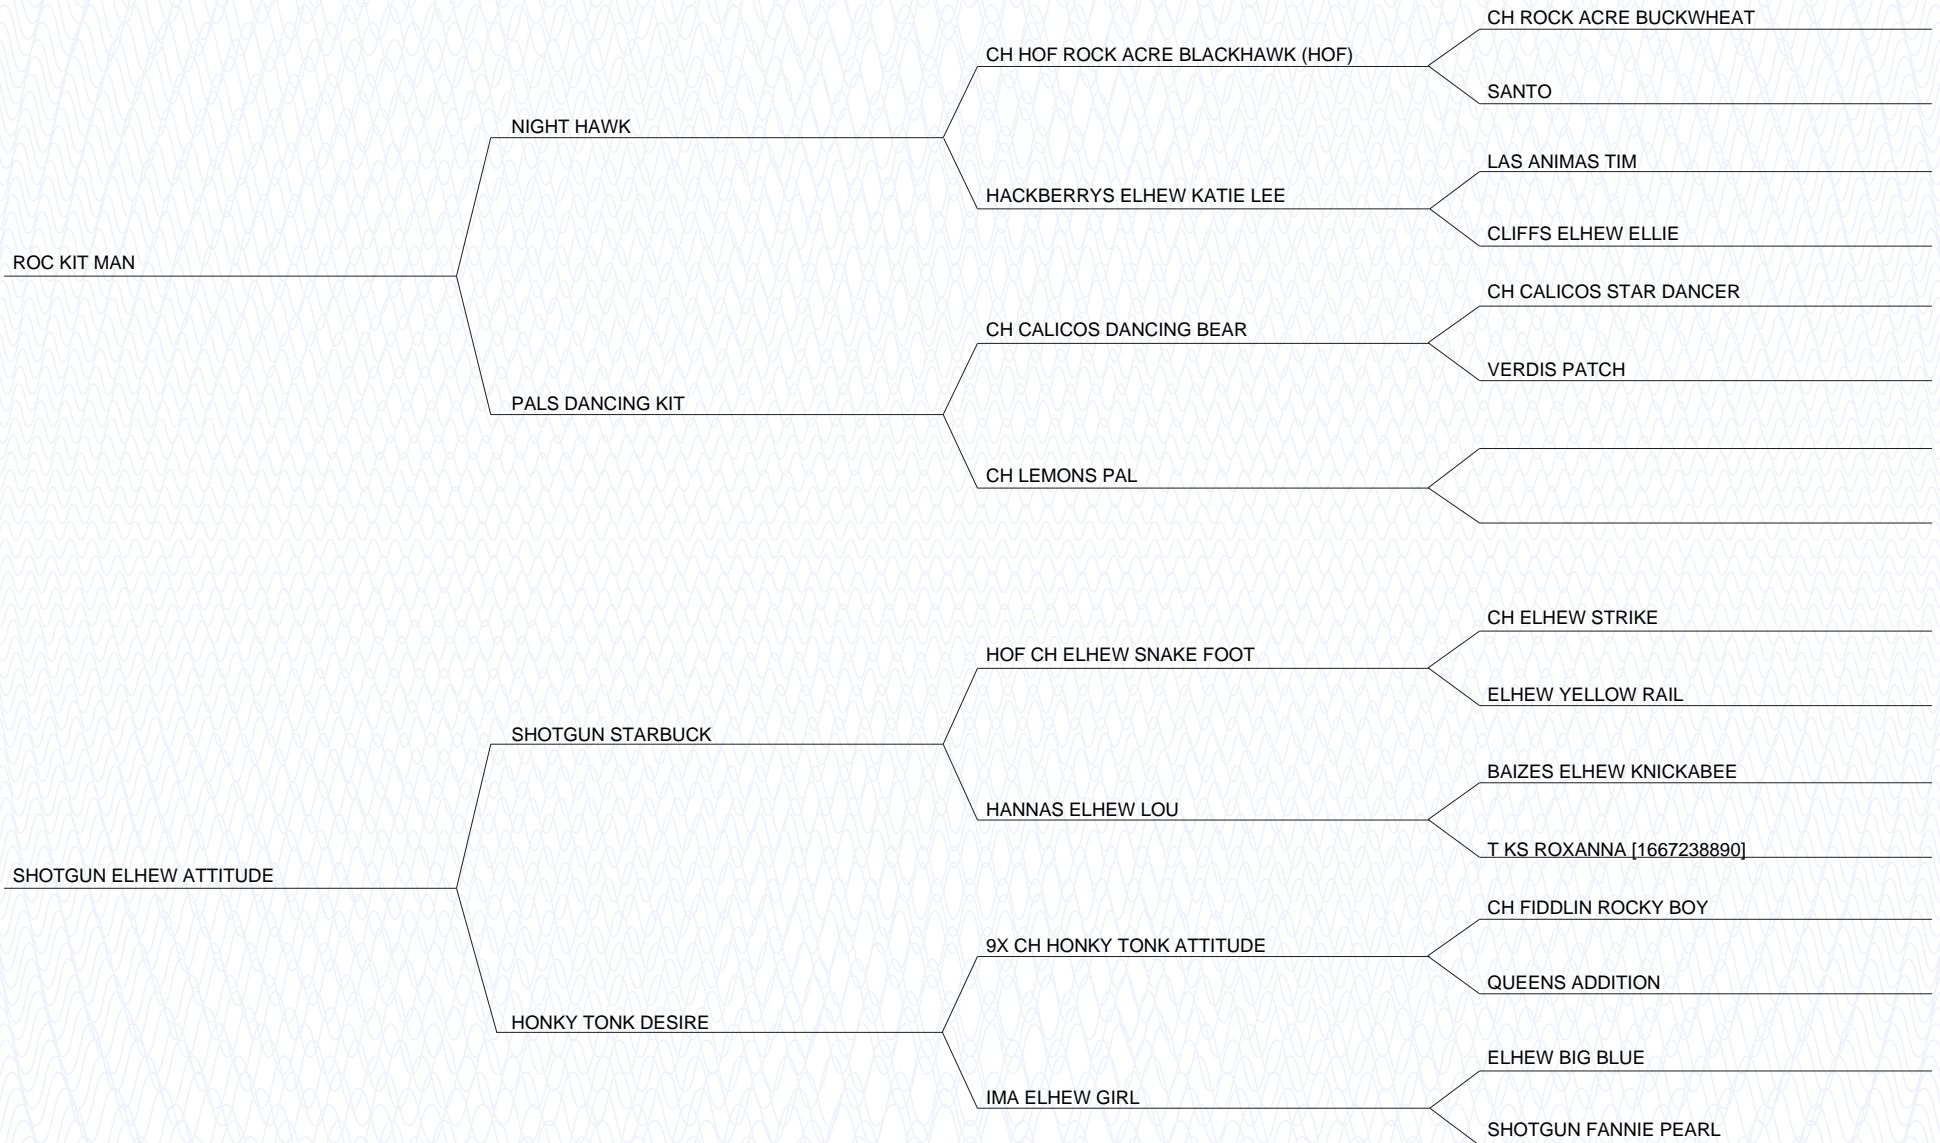 CH ROCK ACRE BUCKWHEAT
CH HOF ROCK ACRE BLACKHAWK (HOF)
SANTO
NIGHT HAWK
LAS ANIMAS TIM
HACKBERRYS ELHEW KATIE LEE
CLIFFS ELHEW ELLIE
ROC KIT MAN
CH CALICOS STAR DANCER
CH CALICOS DANCING BEAR
VERDIS PATCH
PALS DANCING KIT
CH LEMONS PAL
CH ELHEW STRIKE
HOF CH ELHEW SNAKE FOOT
ELHEW YELLOW RAIL
SHOTGUN STARBUCK
BAIZES ELHEW KNICKABEE
HANNAS ELHEW LOU
T KS ROXANNA [1667238890]
SHOTGUN ELHEW ATTITUDE
CH FIDDLIN ROCKY BOY
9X CH HONKY TONK ATTITUDE
QUEENS ADDITION
HONKY TONK DESIRE
ELHEW BIG BLUE
IMA ELHEW GIRL
SHOTGUN FANNIE PEARL